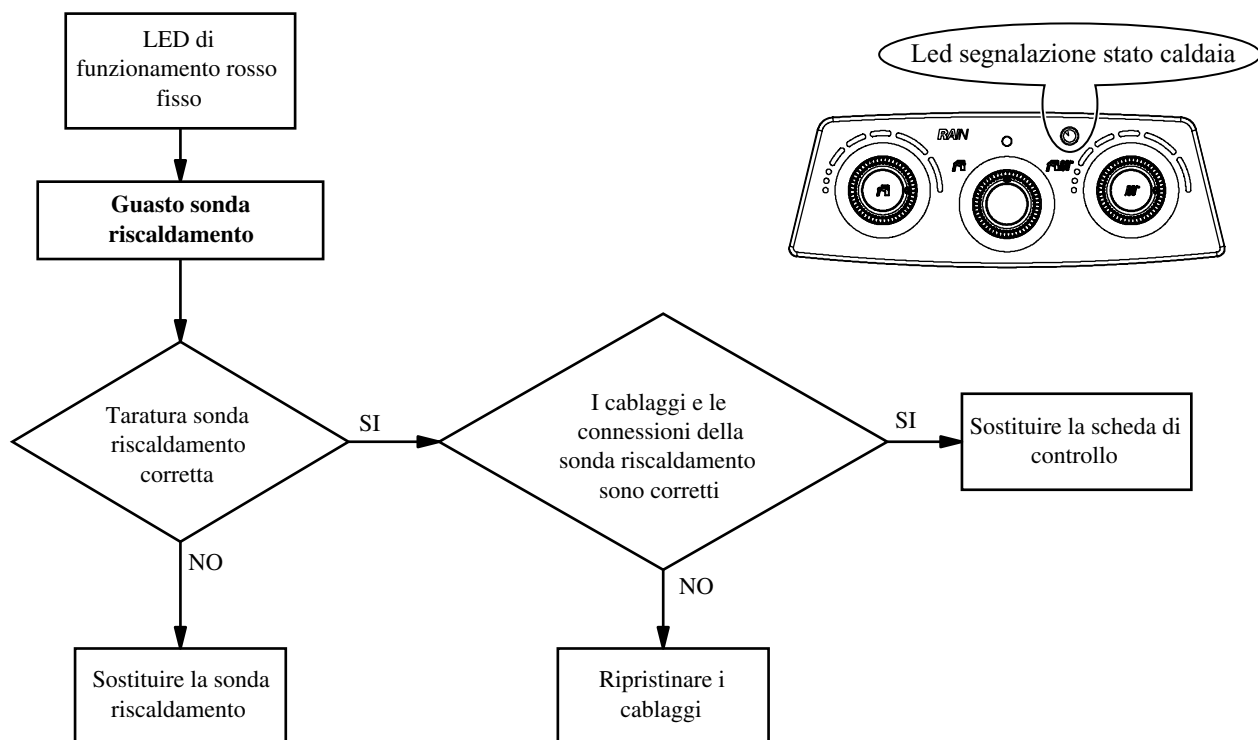 LED di
funzionamento rosso
fisso
Led segnalazione stato caldaia
RAIN
Guasto sonda
riscaldamento
Taratura sonda
riscaldamento
corretta
SI
I cablaggi e le
connessioni della
sonda riscaldamento
sono corretti
SI
Sostituire la scheda di
controllo
NO
NO
Sostituire la sonda
riscaldamento
Ripristinare i
cablaggi